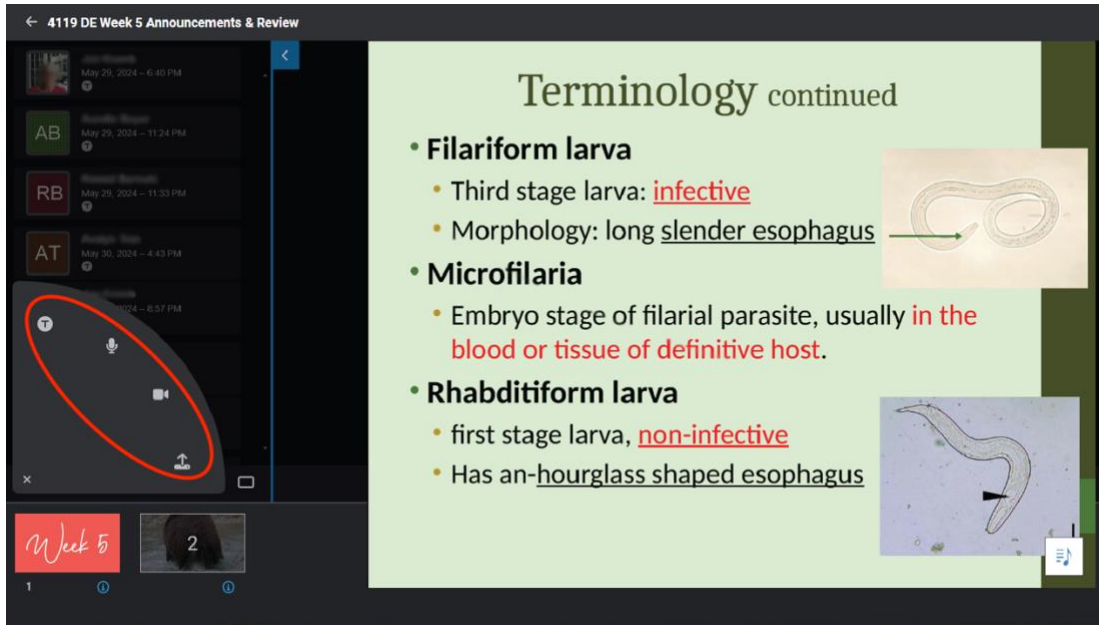 ← 4119 DE Week 5 Announcements & Review
May 29, 2024 – 6:40 PM
T
AB
May 29, 2024 – 11:24 PM
T
RB
May 29, 2024 – 11:33 PM
T
AT
May 30, 2024 – 4:43 PM
T
2024 – 8:57 PM
T
Week 5
2
1
Terminology continued
• Filariform larva
• Third stage larva: infective
• Morphology: long slender esophagus
• Microfilaria
• Embryo stage of filarial parasite, usually in the
blood or tissue of definitive host.
• Rhabditiform larva
• first stage larva, non-infective
• Has an-hourglass shaped esophagus